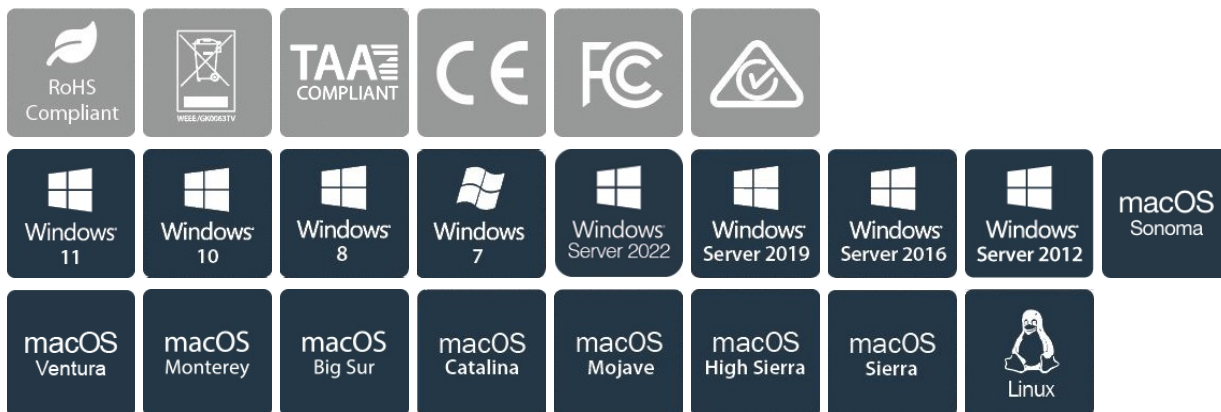 RoHS
Compliant
WEEE/GK0063TV
TAA
COMPLIANT
CE
FC
Windows
11
Windows
10
Windows
8
Windows
7
Windows
Server 2022
Windows
Server 2019
Windows
Server 2016
Windows
Server 2012
macOS
Sonoma
macOS
Ventura
macOS
Monterey
macOS
Big Sur
macOS
Catalina
macOS
Mojave
macOS
High Sierra
macOS
Sierra
Linux